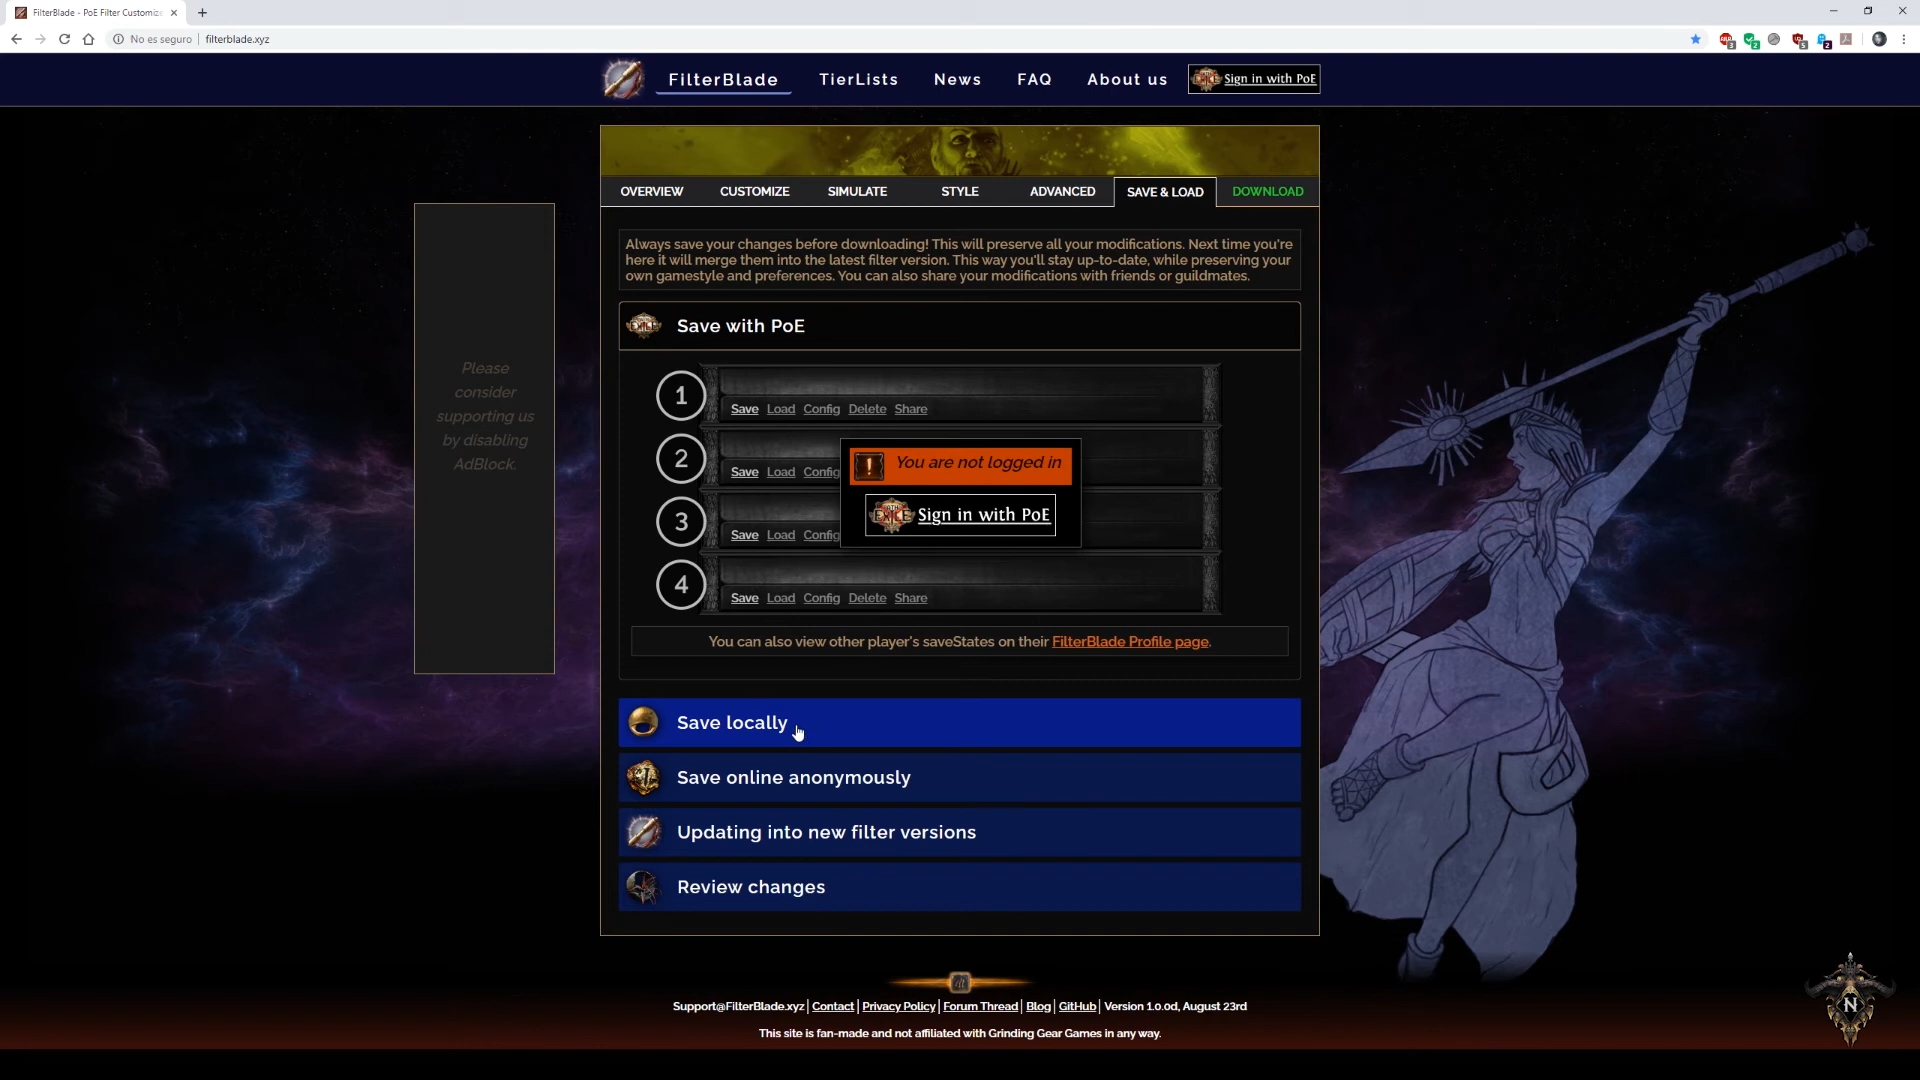 FilterBlade - PoE Filter Customize
No es seguro | filterblade.xyz
3 2 5 2
FilterBlade TierLists News FAQ About us Sign in with PoE
OVERVIEW CUSTOMIZE SIMULATE STYLE ADVANCED SAVE & LOAD DOWNLOAD
Always save your changes before downloading! This will preserve all your modifications. Next time you're
here it will merge them into the latest filter version. This way you'll stay up-to-date, while preserving your
own gamestyle and preferences. You can also share your modifications with friends or guildmates.
Please
consider
supporting us
by disabling
AdBlock.
Save with PoE
1
Save Load Config Delete Share
2
Save Load Config
You are not logged in
EXILE Sign in with PoE
3
Save Load Config
4
Save Load Config Delete Share
You can also view other player's saveStates on their FilterBlade Profile page.
Save locally
Save online anonymously
Updating into new filter versions
Review changes
Support@FilterBlade.xyz | Contact | Privacy Policy | Forum Thread | Blog | GitHub | Version 1.0.0d, August 23rd
This site is fan-made and not affiliated with Grinding Gear Games in any way.
N